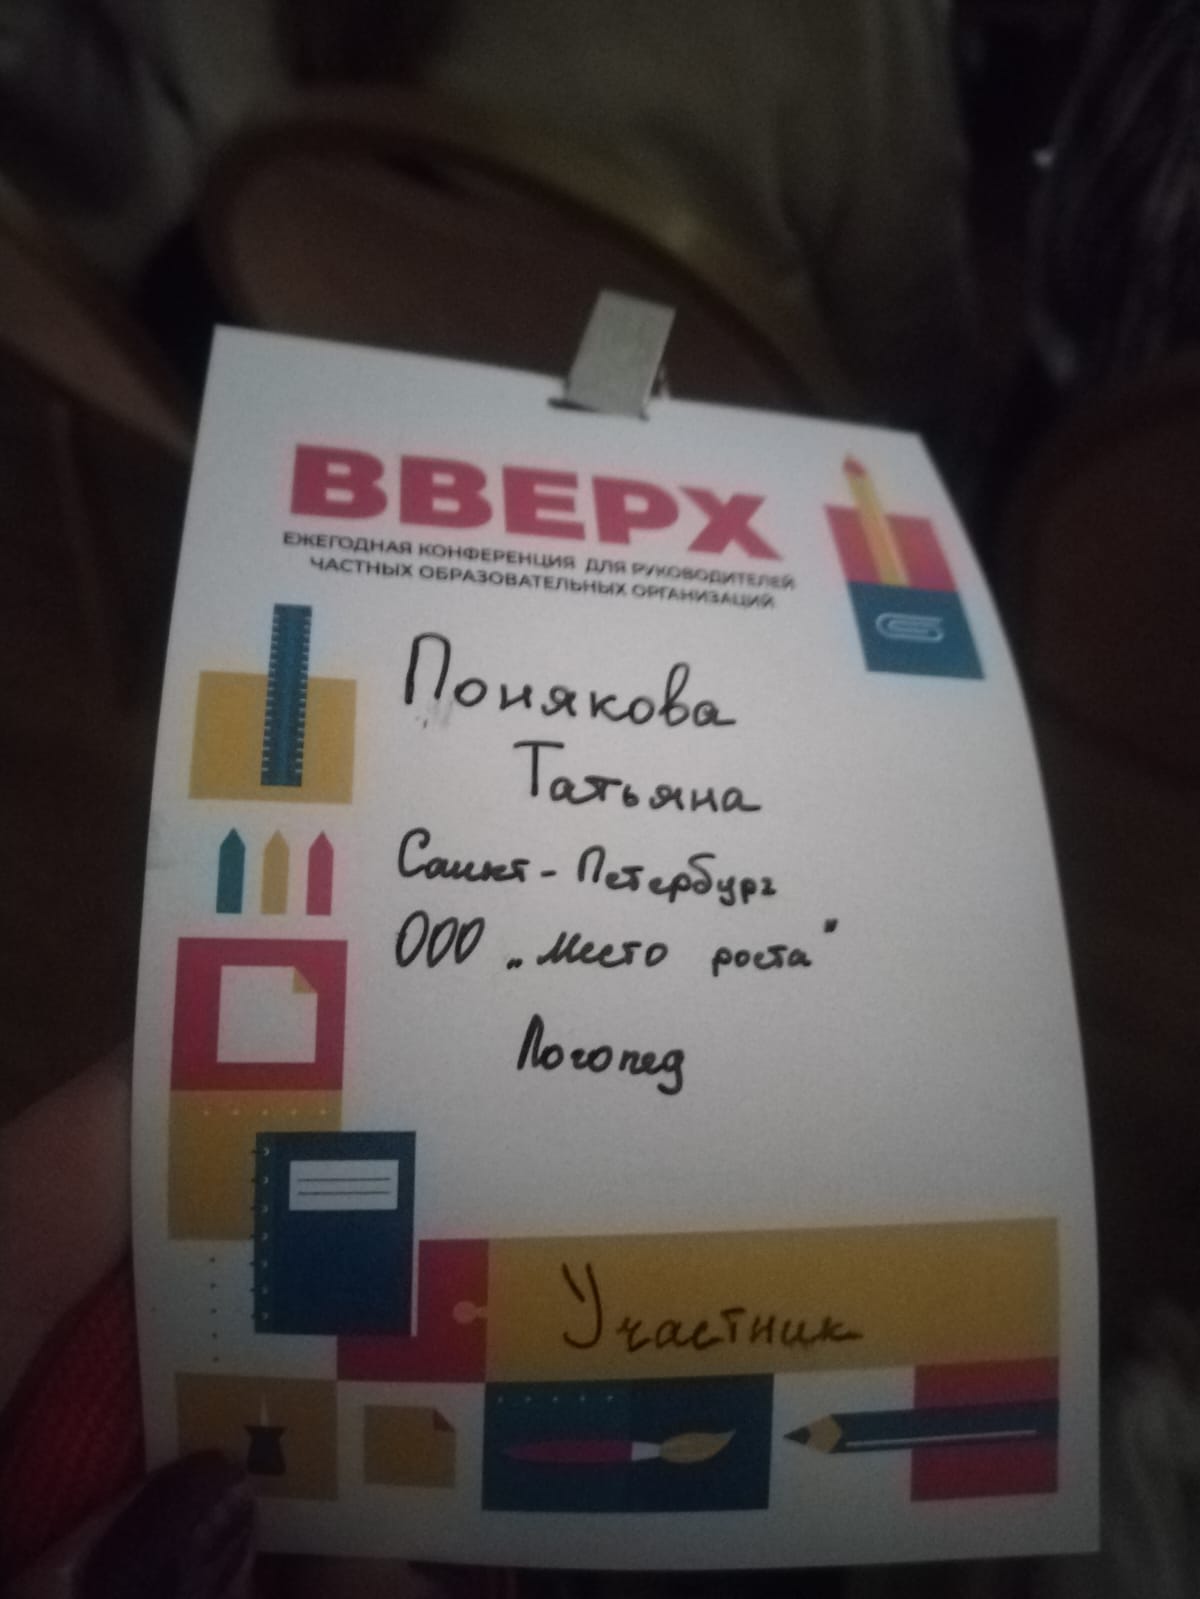 ВВЕРХ
ЕЖЕГОДНАЯ КОНФЕРЕНЦИЯ ДЛЯ РУКОВОДИТЕЛЕЙ
ЧАСТНЫХ ОБРАЗОВАТЕЛЬНЫХ ОРГАНИЗАЦИЙ
Понякова
Татьяна
Санкт-Петербург
ООО „Место роста"
Логопед
Участник